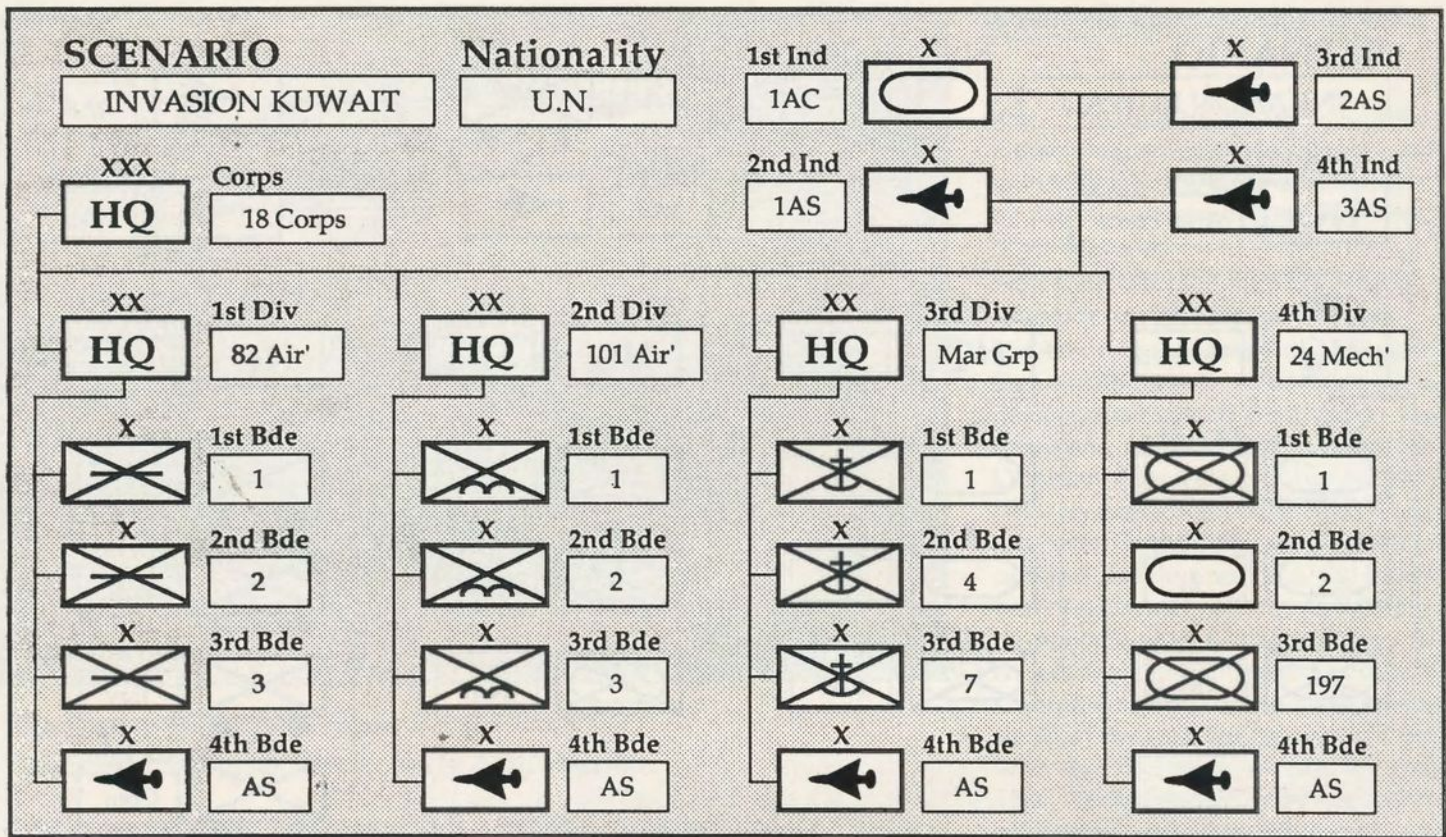 SCENARIO
INVASION KUWAIT
Nationality
U.N.
1st Ind
1AC
X
X
3rd Ind
2AS
2nd Ind
1AS
X
X
4th Ind
3AS
XXX
HQ
Corps
18 Corps
XX
HQ
1st Div
82 Air'
XX
HQ
2nd Div
101 Air'
XX
HQ
3rd Div
Mar Grp
XX
HQ
4th Div
24 Mech'
X
1st Bde
1
X
1st Bde
1
X
1st Bde
1
X
1st Bde
1
X
2nd Bde
2
X
2nd Bde
2
X
2nd Bde
4
X
2nd Bde
2
X
3rd Bde
3
X
3rd Bde
3
X
3rd Bde
7
X
3rd Bde
197
X
4th Bde
AS
X
4th Bde
AS
X
4th Bde
AS
X
4th Bde
AS